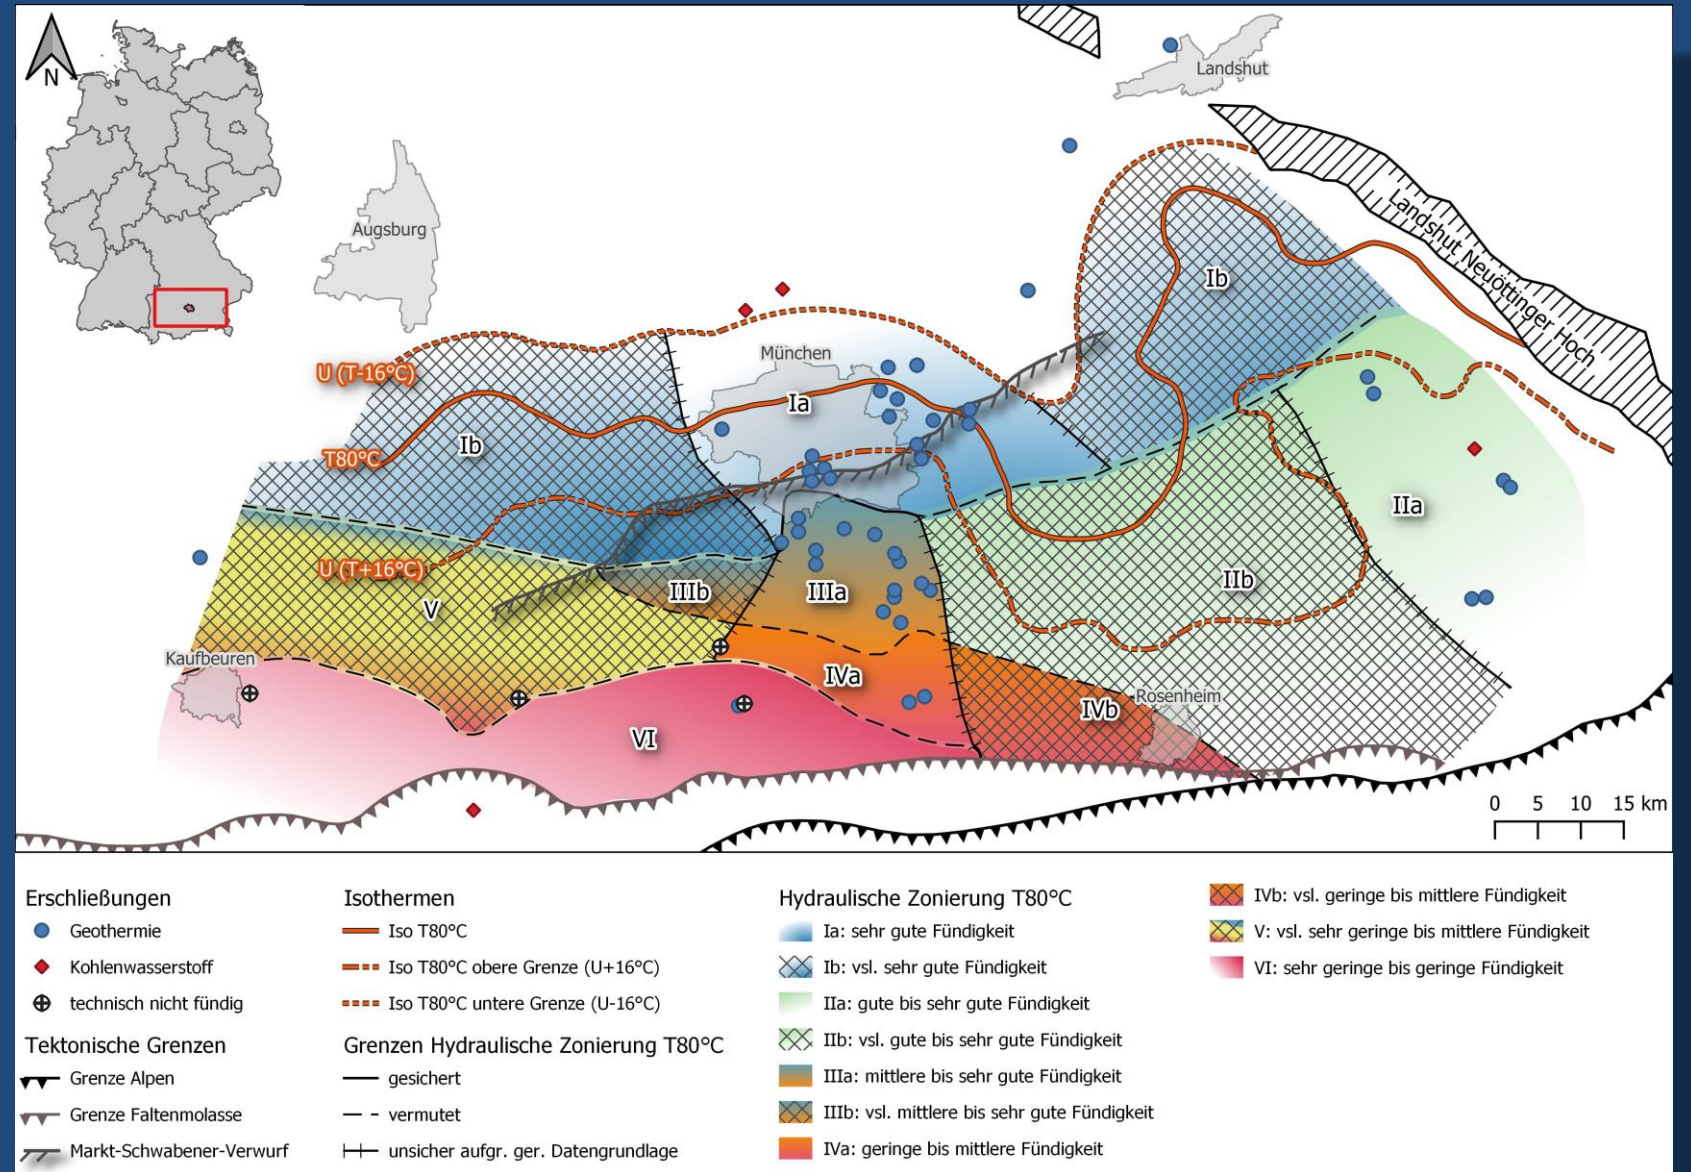 N
Landshut
Augsburg
Landshut Neuöttinger Hoch
Ib
U (T-16°C)
München
Ia
T80°C
Ib
IIa
U (T+16°C)
IIb
IIIb
IIIa
V
Kaufbeuren
IVa
Rosenheim
IVb
VI
0 5 10 15 km
Erschließungen
Geothermie
Kohlenwasserstoff
technisch nicht fündig
Tektonische Grenzen
Grenze Alpen
Grenze Faltenmolasse
Markt-Schwabener-Verwurf
Isothermen
Iso T80°C
Iso T80°C obere Grenze (U+16°C)
Iso T80°C untere Grenze (U-16°C)
Grenzen Hydraulische Zonierung T80°C
gesichert
vermutet
unsicher aufgr. ger. Datengrundlage
Hydraulische Zonierung T80°C
Ia: sehr gute Fündigkeit
Ib: vsl. sehr gute Fündigkeit
IIa: gute bis sehr gute Fündigkeit
IIb: vsl. gute bis sehr gute Fündigkeit
IIIa: mittlere bis sehr gute Fündigkeit
IIIb: vsl. mittlere bis sehr gute Fündigkeit
IVa: geringe bis mittlere Fündigkeit
IVb: vsl. geringe bis mittlere Fündigkeit
V: vsl. sehr geringe bis mittlere Fündigkeit
VI: sehr geringe bis geringe Fündigkeit